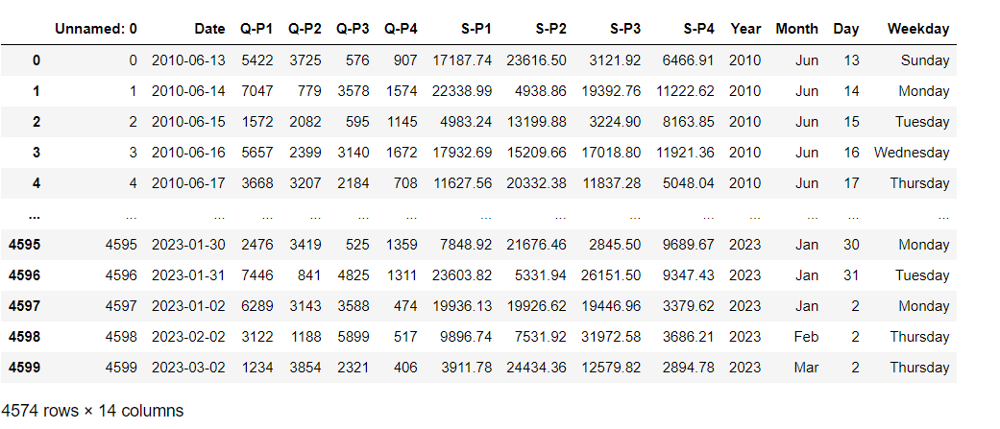 Unnamed: 0 Date Q-P1 Q-P2 Q-P3 Q-P4 S-P1 S-P2 S-P3 S-P4 Year Month Day Weekday
0 0 2010-06-13 5422 3725 576 907 17187.74 23616.50 3121.92 6466.91 2010 Jun 13 Sunday
1 1 2010-06-14 7047 779 3578 1574 22338.99 4938.86 19392.76 11222.62 2010 Jun 14 Monday
2 2 2010-06-15 1572 2082 595 1145 4983.24 13199.88 3224.90 8163.85 2010 Jun 15 Tuesday
3 3 2010-06-16 5657 2399 3140 1672 17932.69 15209.66 17018.80 11921.36 2010 Jun 16 Wednesday
4 4 2010-06-17 3668 3207 2184 708 11627.56 20332.38 11837.28 5048.04 2010 Jun 17 Thursday
... ... ... ... ... ... ... ... ... ... ... ... ... ... ...
4595 4595 2023-01-30 2476 3419 525 1359 7848.92 21676.46 2845.50 9689.67 2023 Jan 30 Monday
4596 4596 2023-01-31 7446 841 4825 1311 23603.82 5331.94 26151.50 9347.43 2023 Jan 31 Tuesday
4597 4597 2023-01-02 6289 3143 3588 474 19936.13 19926.62 19446.96 3379.62 2023 Jan 2 Monday
4598 4598 2023-02-02 3122 1188 5899 517 9896.74 7531.92 31972.58 3686.21 2023 Feb 2 Thursday
4599 4599 2023-03-02 1234 3854 2321 406 3911.78 24434.36 12579.82 2894.78 2023 Mar 2 Thursday
4574 rows × 14 columns